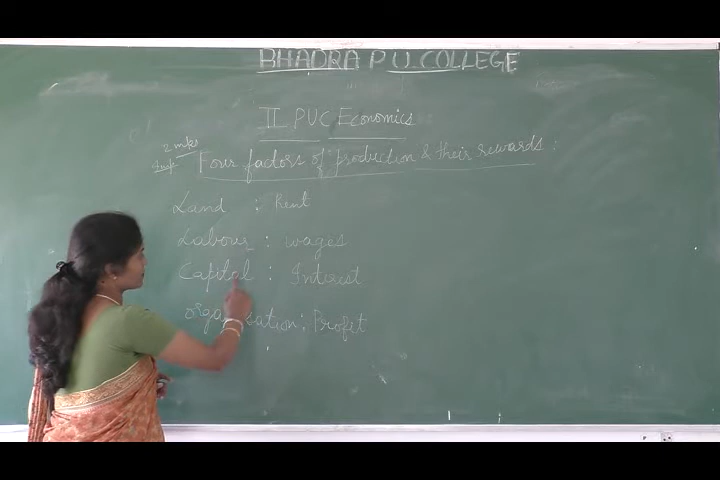 BHADRA P U COLLEGE
II PUC Economics
2 mks
Four factors of production & their rewards :
Land : Rent
Labour : wages
Capital : Interest
organisation : Profit